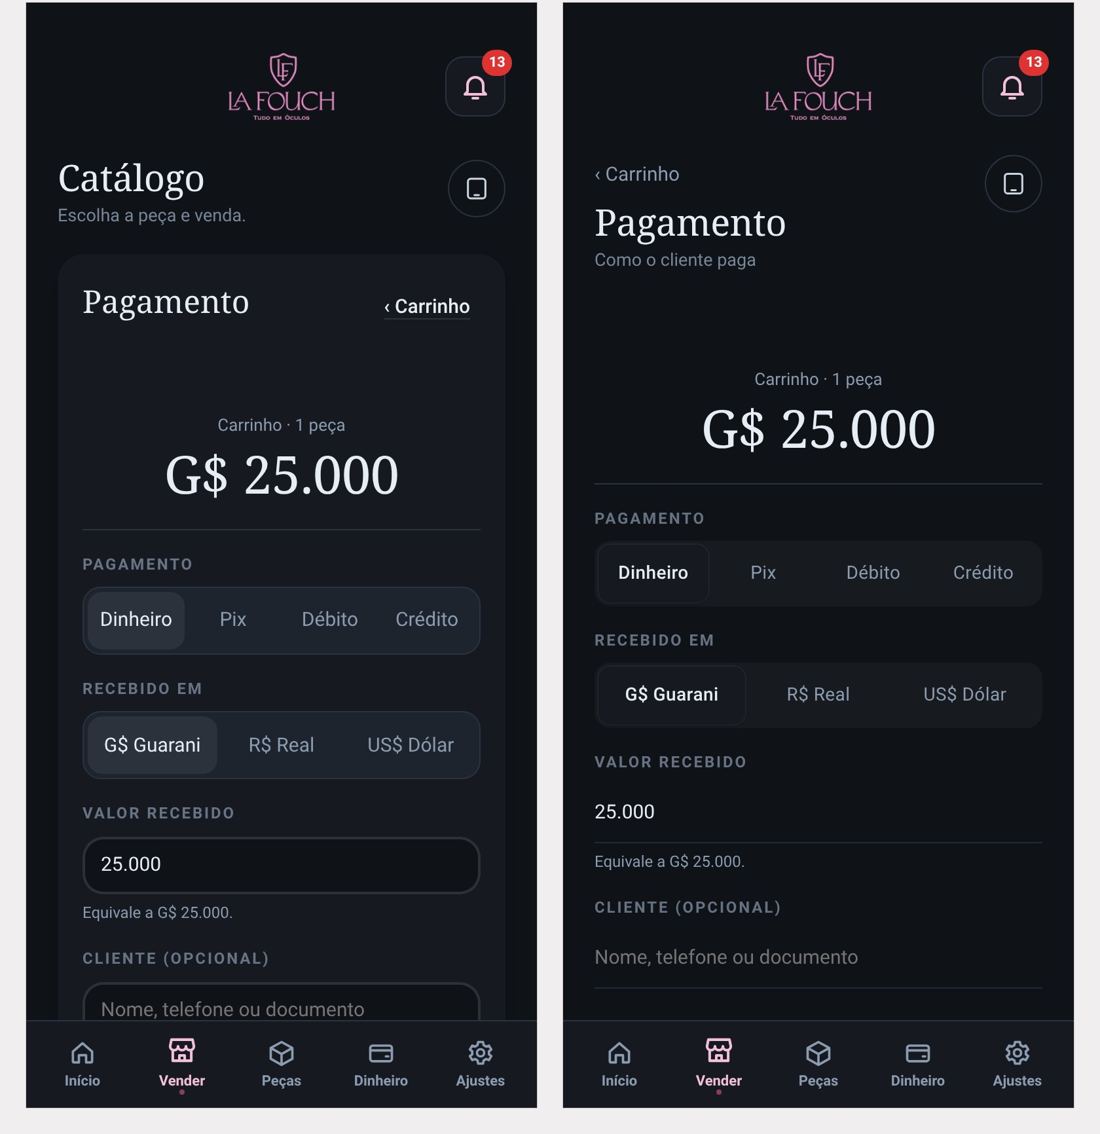 LF
LA FOUCH
TUDO EM ÓCULOS
13
Catálogo
Escolha a peça e venda.
Pagamento
‹ Carrinho
Carrinho · 1 peça
G$ 25.000
PAGAMENTO
Dinheiro Pix Débito Crédito
RECEBIDO EM
G$ Guarani R$ Real US$ Dólar
VALOR RECEBIDO
25.000
Equivale a G$ 25.000.
CLIENTE (OPCIONAL)
Nome, telefone ou documento
Início Vender Peças Dinheiro Ajustes
LF
LA FOUCH
TUDO EM ÓCULOS
13
‹ Carrinho
Pagamento
Como o cliente paga
Carrinho · 1 peça
G$ 25.000
PAGAMENTO
Dinheiro Pix Débito Crédito
RECEBIDO EM
G$ Guarani R$ Real US$ Dólar
VALOR RECEBIDO
25.000
Equivale a G$ 25.000.
CLIENTE (OPCIONAL)
Nome, telefone ou documento
Início Vender Peças Dinheiro Ajustes